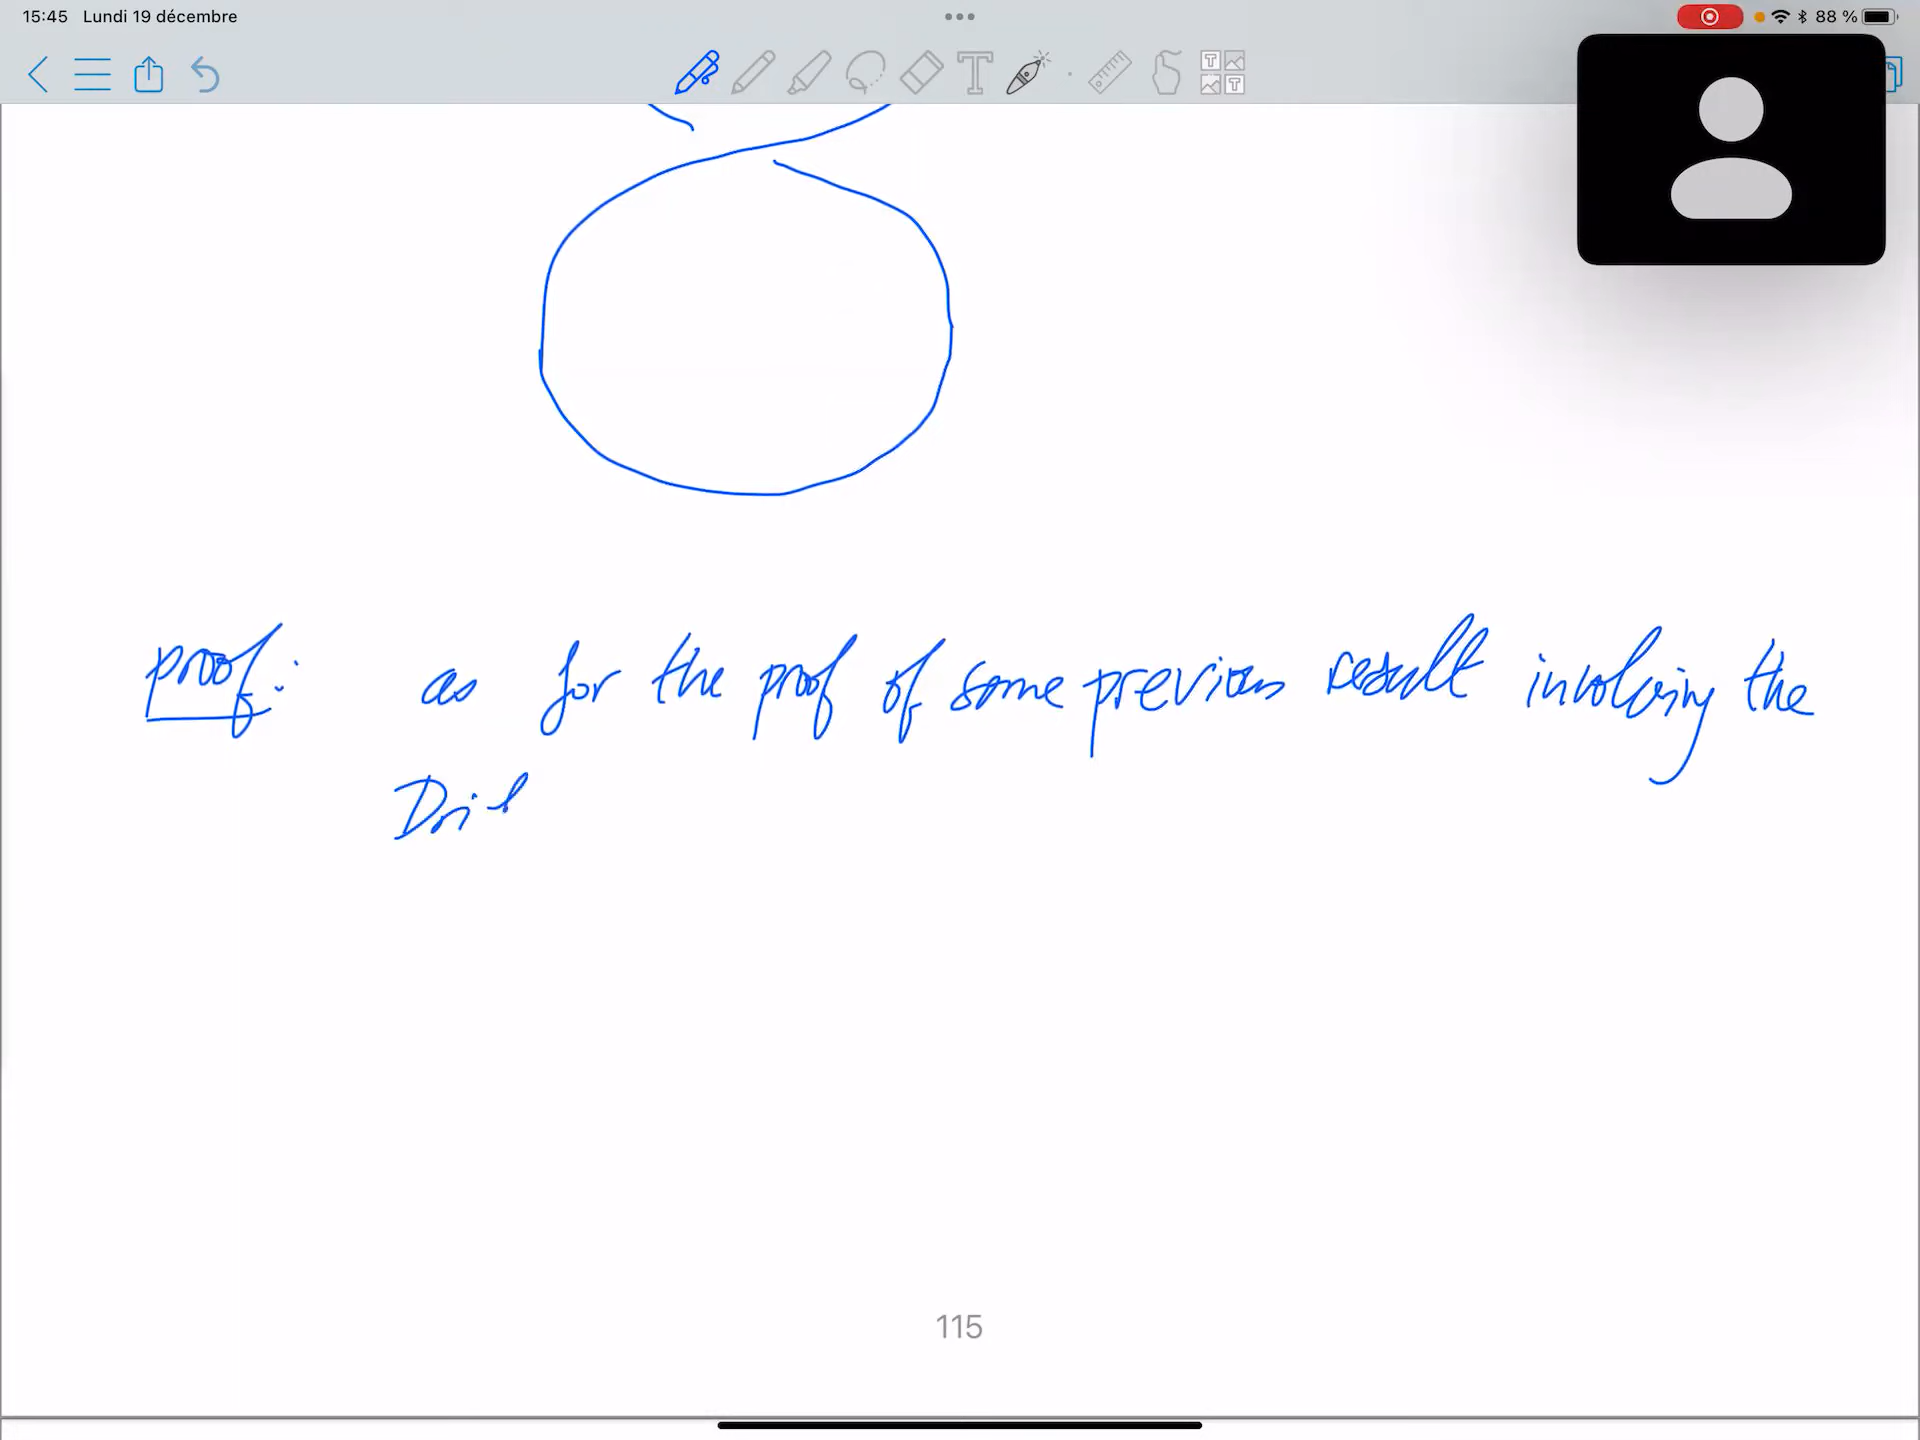 15:45 Lundi 19 décembre
88 %
proof: as for the proof of some previous result involving the
115